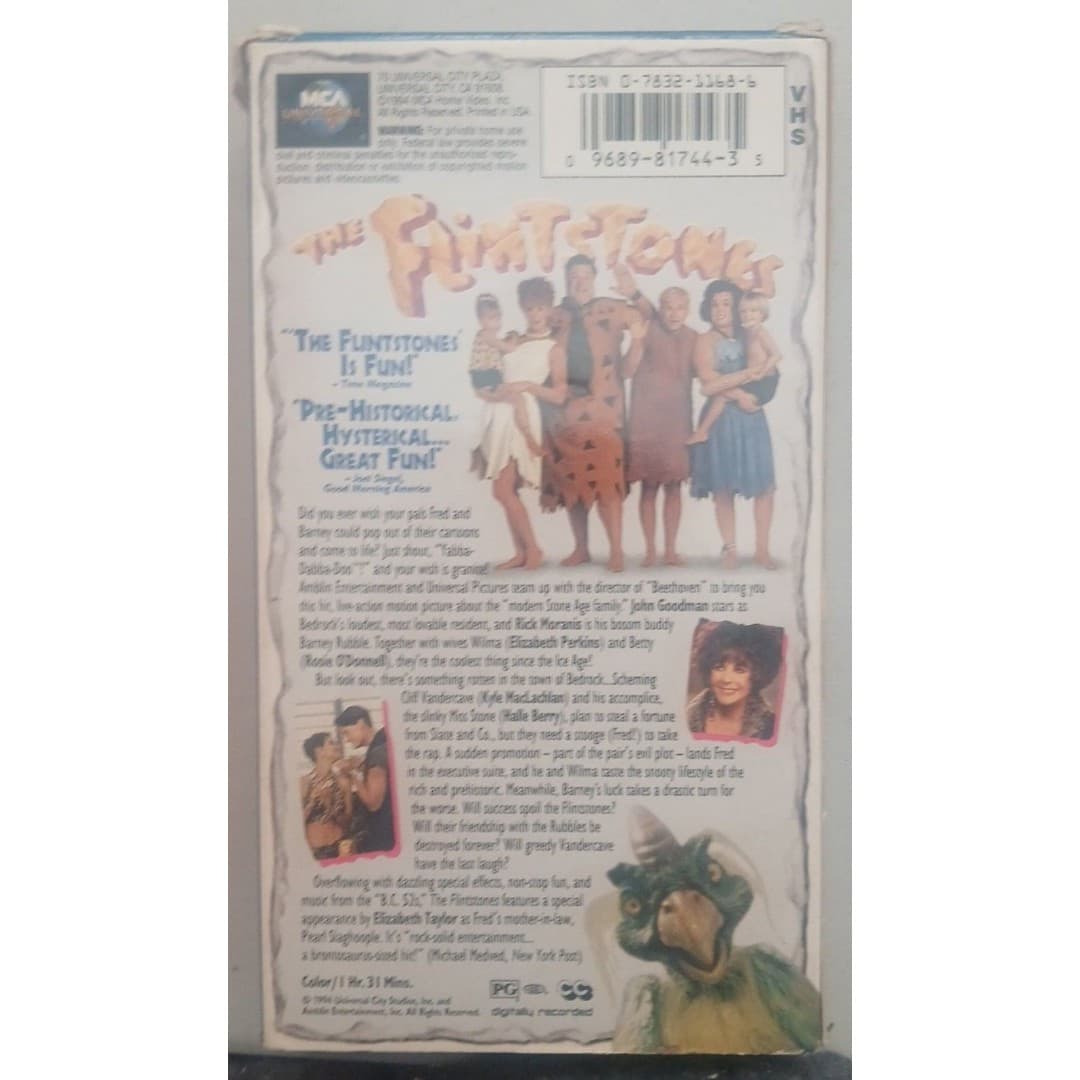 MCA
UNIVERSAL
70 UNIVERSAL CITY PLAZA,
UNIVERSAL CITY, CA 91608.
©1994 MCA Home Video, Inc.
All Rights Reserved. Printed in USA
WARNING: For private home use
only. Federal law provides severe
civil and criminal penalties for the unauthorized repro-
duction, distribution or exhibition of copyrighted motion
pictures and videocassettes.
ISBN 0-7832-1168-6
0 9689-81744-3 5
VHS
THE FLINTSTONES
"'THE FLINTSTONES'
IS FUN!"
– Time Magazine
"PRE-HISTORICAL,
HYSTERICAL...
GREAT FUN!"
– Joel Siegel,
Good Morning America
Did you ever wish your pals Fred and
Barney could pop out of their cartoons
and come to life? Just shout, "Yabba-
Dabba-Doo™!" and your wish is granite!
Amblin Entertainment and Universal Pictures team up with the director of "Beethoven" to bring you
this hit, live-action motion picture about the "modern Stone Age family." John Goodman stars as
Bedrock's loudest, most lovable resident, and Rick Moranis is his bosom buddy
Barney Rubble. Together with wives Wilma (Elizabeth Perkins) and Betty
(Rosie O'Donnell), they're the coolest thing since the Ice Age!
But look out, there's something rotten in the town of Bedrock...Scheming
Cliff Vandercave (Kyle MacLachlan) and his accomplice,
the slinky Miss Stone (Halle Berry), plan to steal a fortune
from Slate and Co., but they need a stooge (Fred!) to take
the rap. A sudden promotion – part of the pair's evil plot – lands Fred
in the executive suite, and he and Wilma taste the snooty lifestyle of the
rich and prehistoric. Meanwhile, Barney's luck takes a drastic turn for
the worse. Will success spoil the Flintstones?
Will their friendship with the Rubbles be
destroyed forever? Will greedy Vandercave
have the last laugh?
Overflowing with dazzling special effects, non-stop fun, and
music from the "B.C. 52s," The Flintstones features a special
appearance by Elizabeth Taylor as Fred's mother-in-law,
Pearl Slaghoople. It's "rock-solid entertainment...
a brontosaurus-sized hit!" (Michael Medved, New York Post)
Color/1 Hr. 31 Mins.
© 1994 Universal City Studios, Inc. and
Amblin Entertainment, Inc. All Rights Reserved.
PG
CC
digitally recorded